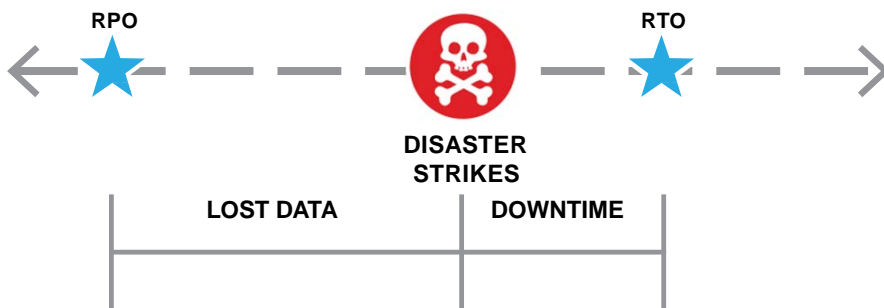 RPO
RTO
DISASTER
STRIKES
LOST DATA
DOWNTIME